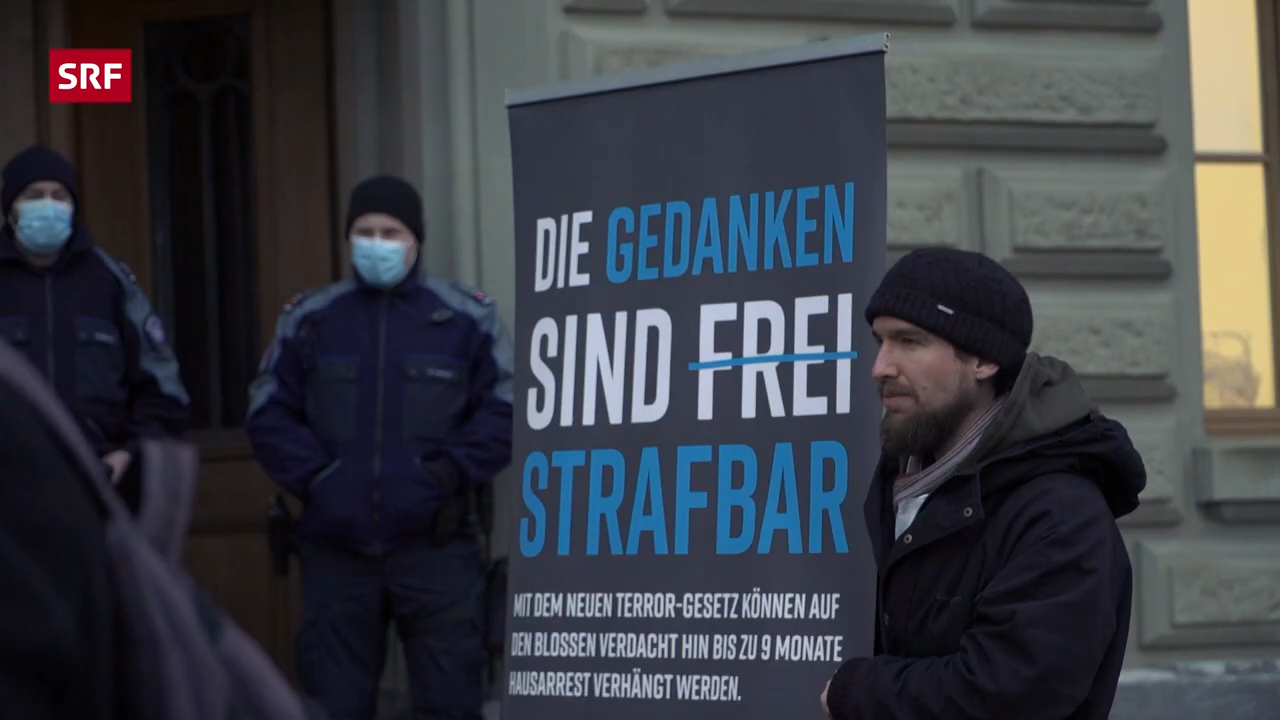 SRF
DIE GEDANKEN
SIND FREI
STRAFBAR
MIT DEM NEUEN TERROR-GESETZ KÖNNEN AUF
DEN BLOSSEN VERDACHT HIN BIS ZU 9 MONATE
HAUSARREST VERHÄNGT WERDEN.